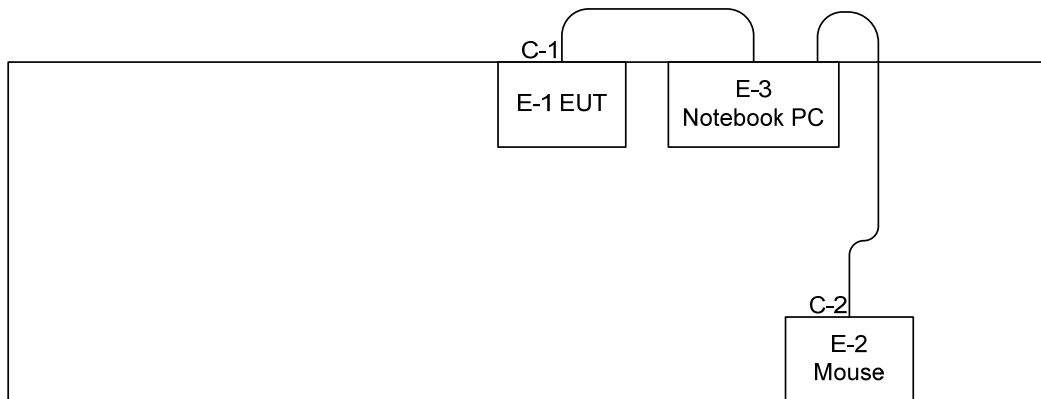 C-1
E-1 EUT
E-3
Notebook PC
C-2
E-2
Mouse